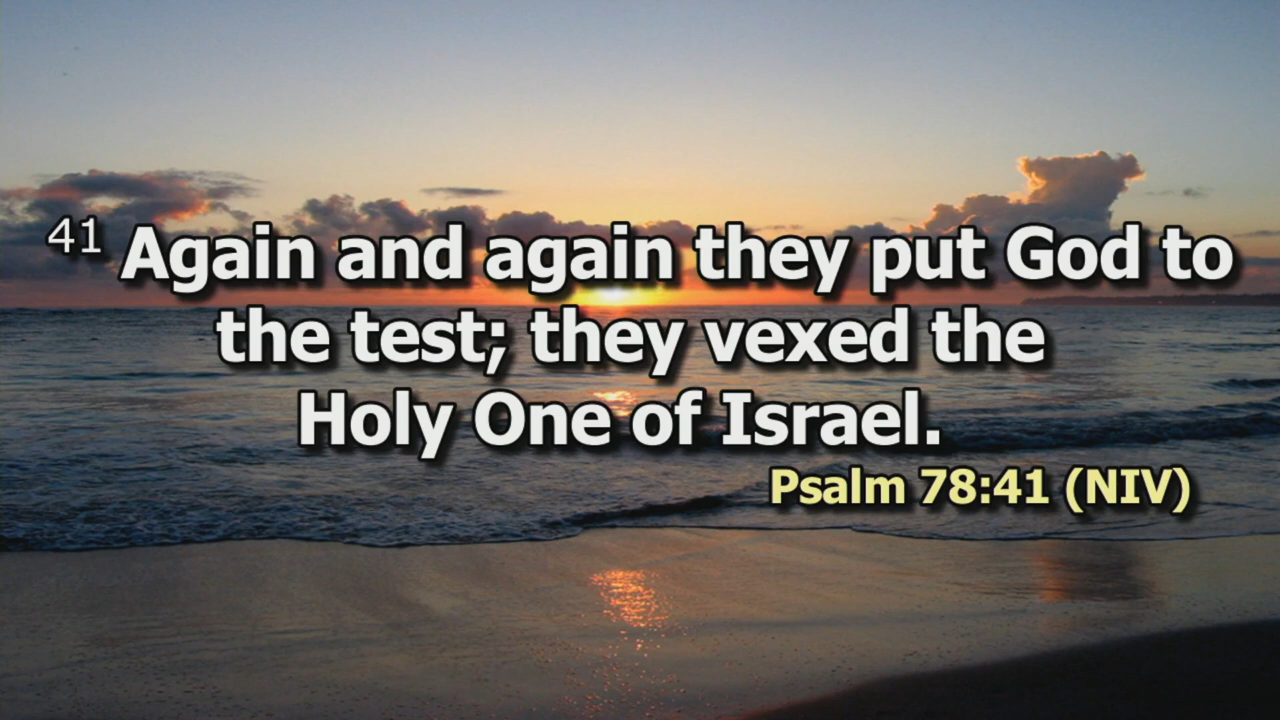 41 Again and again they put God to
the test; they vexed the
Holy One of Israel.
Psalm 78:41 (NIV)